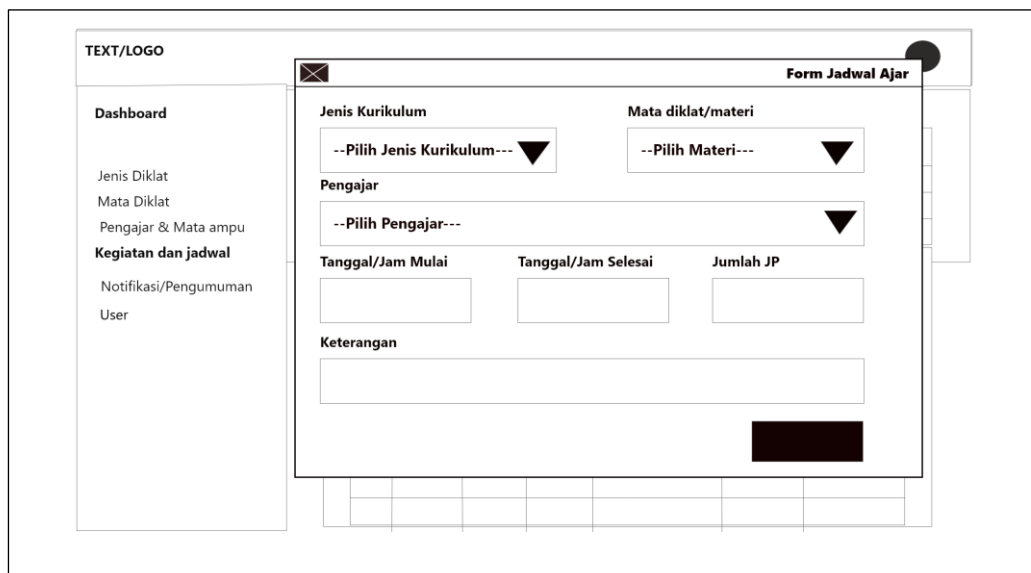 TEXT/LOGO
Form Jadwal Ajar
Dashboard
Jenis Diklat
Mata Diklat
Pengajar & Mata ampu
Kegiatan dan jadwal
Notifikasi/Pengumuman
User
Jenis Kurikulum
Mata diklat/materi
--Pilih Jenis Kurikulum---
--Pilih Materi---
Pengajar
--Pilih Pengajar---
Tanggal/Jam Mulai
Tanggal/Jam Selesai
Jumlah JP
Keterangan